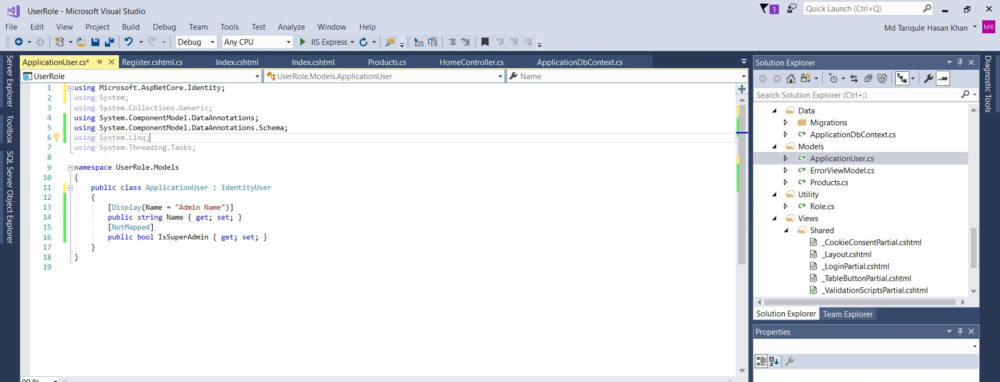 UserRole - Microsoft Visual Studio
1
Quick Launch (Ctrl+Q)
File Edit View Project Build Debug Team Tools Test Analyze Window Help
Md Tariqule Hasan Khan
MK
Debug Any CPU IIS Express
Server Explorer
Toolbox
SQL Server Object Explorer
ApplicationUser.cs* Register.cshtml.cs Index.cshtml Index.cshtml Products.cs HomeController.cs ApplicationDbContext.cs
UserRole UserRole.Models.ApplicationUser Name
1 using Microsoft.AspNetCore.Identity;
2 using System;
3 using System.Collections.Generic;
4 using System.ComponentModel.DataAnnotations;
5 using System.ComponentModel.DataAnnotations.Schema;
6 using System.Linq;
7 using System.Threading.Tasks;
8
9 namespace UserRole.Models
10 {
11 public class ApplicationUser : IdentityUser
12 {
13 [Display(Name = "Admin Name")]
14 public string Name { get; set; }
15 [NotMapped]
16 public bool IsSuperAdmin { get; set; }
17 }
18 }
19
99 %
Solution Explorer
Search Solution Explorer (Ctrl+;)
Data
Migrations
C# ApplicationDbContext.cs
Models
C# ApplicationUser.cs
C# ErrorViewModel.cs
C# Products.cs
Utility
C# Role.cs
Views
Shared
_CookieConsentPartial.cshtml
_Layout.cshtml
_LoginPartial.cshtml
_TableButtonPartial.cshtml
_ValidationScriptsPartial.cshtml
Solution Explorer Team Explorer
Properties
Diagnostic Tools